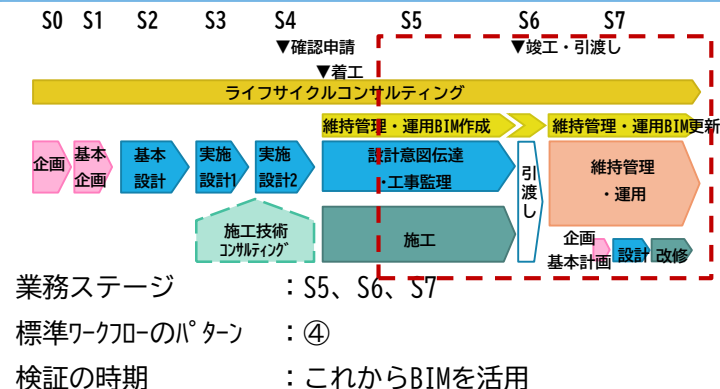 S0 S1 S2 S3 S4 S5 S6 S7
▼確認申請 ▼竣工・引渡し
▼着工
ライフサイクルコンサルティング
維持管理・運用BIM作成 維持管理・運用BIM更新
企画
基本
企画
基本
設計
実施
設計1
実施
設計2
設計意図伝達
・工事監理
引渡し
維持管理
・運用
施工技術
コンサルティング
施工
企画
基本計画 設計 改修
業務ステージ :S5、S6、S7
標準ワークフローのパターン :④
検証の時期 :これからBIMを活用